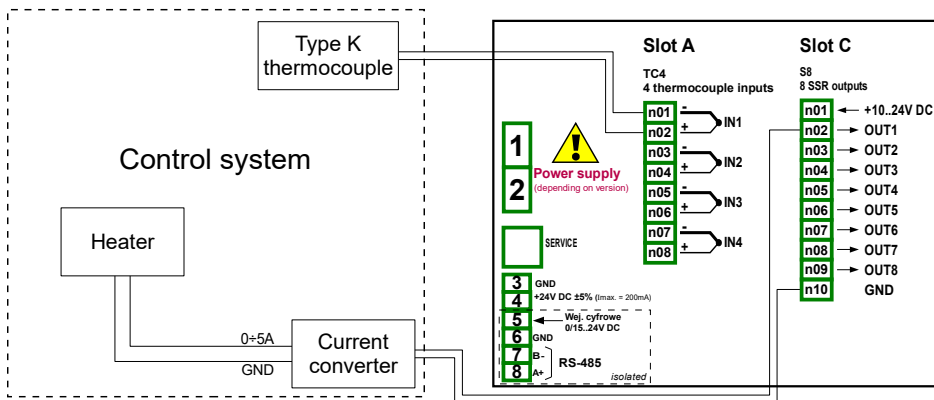 Control system
Type K
thermocouple
Heater
0÷5A
GND
Current
converter
1
2
Power supply
(depending on version)
SERVICE
3 GND
4 +24V DC ±5% (Imax. = 200mA)
5 Wej. cyfrowe
0/15..24V DC
6 GND
7 B-
8 A+
RS-485
isolated
Slot A
TC4
4 thermocouple inputs
n01 -
n02 + IN1
n03 -
n04 + IN2
n05 -
n06 + IN3
n07 -
n08 + IN4
Slot C
S8
8 SSR outputs
n01 +10..24V DC
n02 OUT1
n03 OUT2
n04 OUT3
n05 OUT4
n06 OUT5
n07 OUT6
n08 OUT7
n09 OUT8
n10 GND